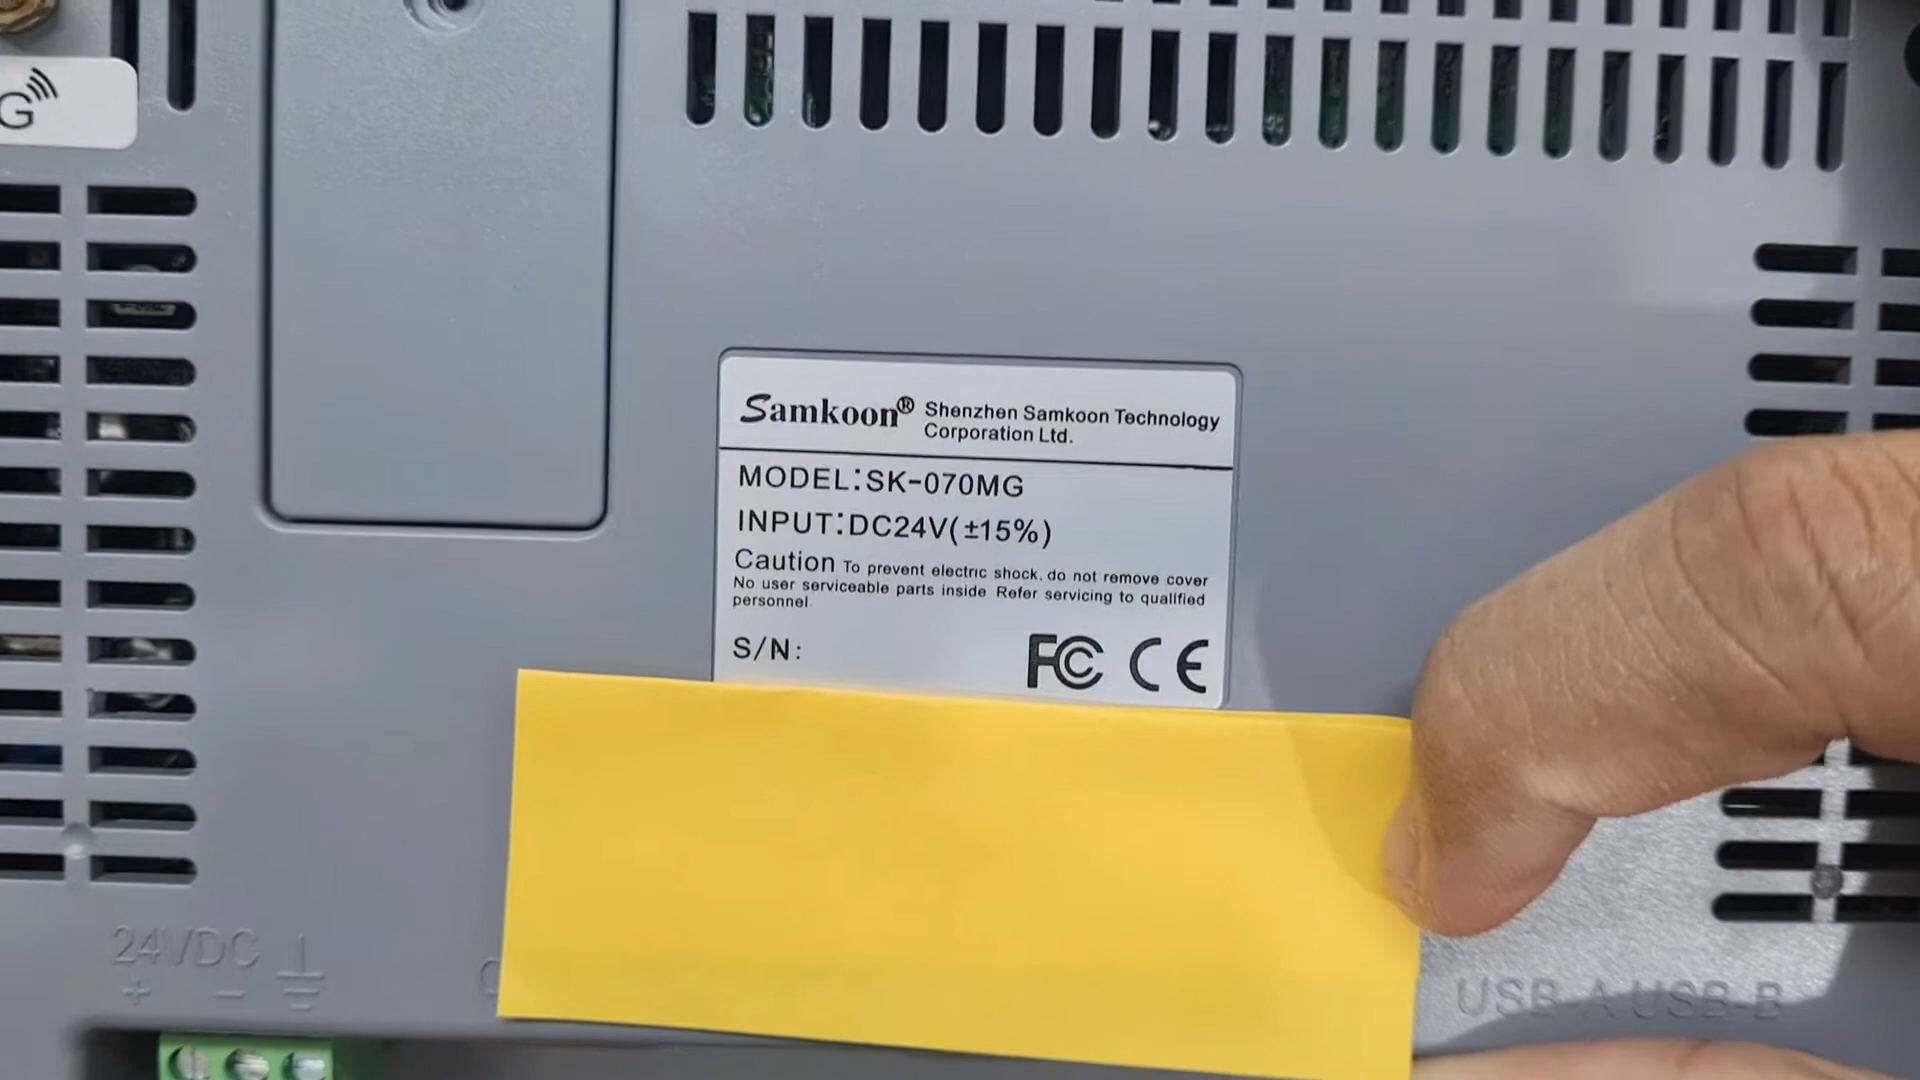 G
Samkoon® Shenzhen Samkoon Technology
Corporation Ltd.
MODEL:SK-070MG
INPUT:DC24V(±15%)
Caution To prevent electric shock, do not remove cover
No user serviceable parts inside Refer servicing to qualified
personnel
S/N:
FC CE
24VDC
+ -
USB-A USB-B